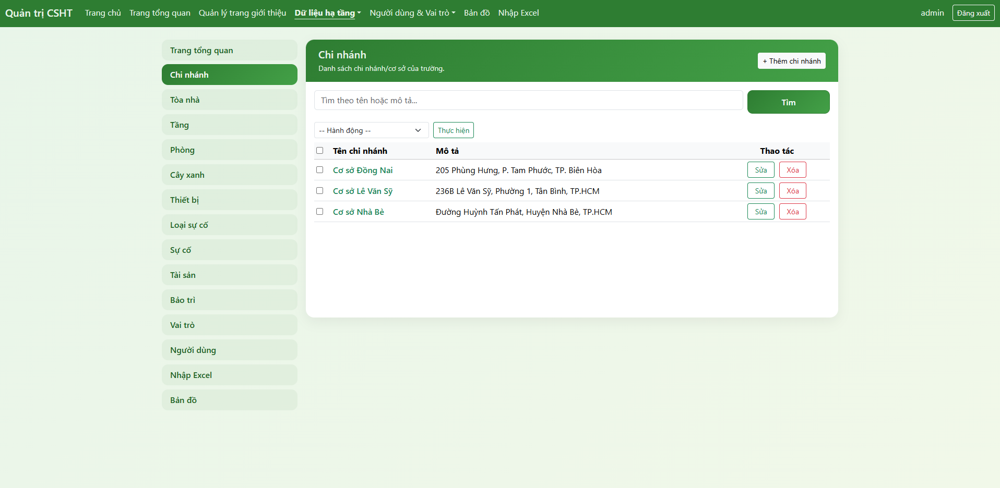 Quản trị CSHT Trang chủ Trang tổng quan Quản lý trang giới thiệu Dữ liệu hạ tầng Người dùng & Vai trò Bản đồ Nhập Excel admin Đăng xuất
Trang tổng quan
Chi nhánh
Tòa nhà
Tầng
Phòng
Cây xanh
Thiết bị
Loại sự cố
Sự cố
Tài sản
Bảo trì
Vai trò
Người dùng
Nhập Excel
Bản đồ
Chi nhánh
Danh sách chi nhánh/cơ sở của trường.
+ Thêm chi nhánh
Tìm theo tên hoặc mô tả... Tìm
-- Hành động -- Thực hiện
Tên chi nhánh Mô tả Thao tác
Cơ sở Đồng Nai 205 Phùng Hưng, P. Tam Phước, TP. Biên Hòa Sửa Xóa
Cơ sở Lê Văn Sỹ 236B Lê Văn Sỹ, Phường 1, Tân Bình, TP.HCM Sửa Xóa
Cơ sở Nhà Bè Đường Huỳnh Tấn Phát, Huyện Nhà Bè, TP.HCM Sửa Xóa